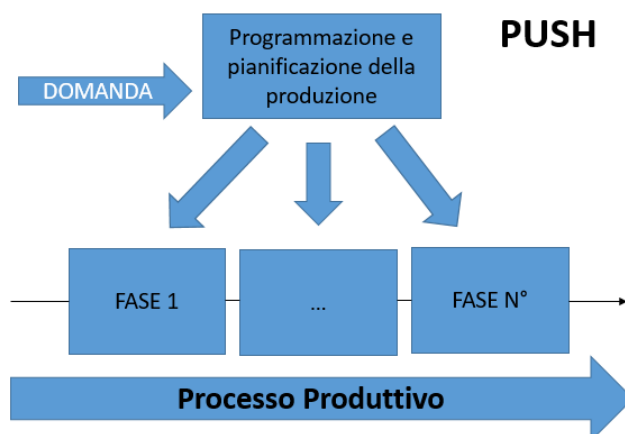 PUSH
Programmazione e
pianificazione della
produzione
DOMANDA
FASE 1
...
FASE N°
Processo Produttivo